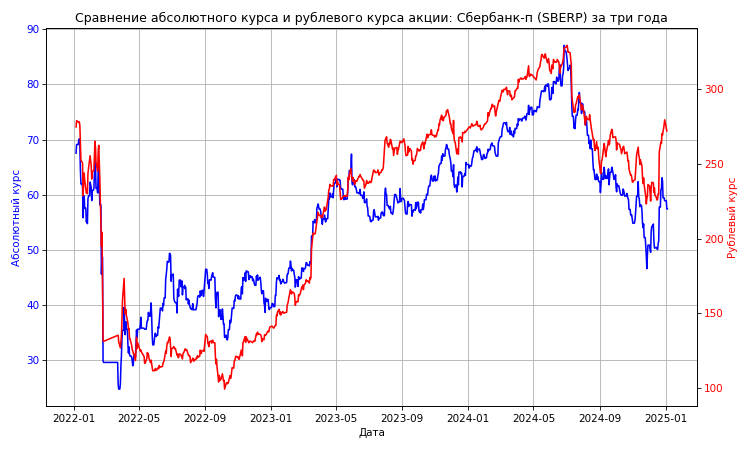 Сравнение абсолютного курса и рублевого курса акции: Сбербанк-п (SBERP) за три года
Абсолютный курс
90
80
70
60
50
40
30
Рублевый курс
300
250
200
150
100
2022-01 2022-05 2022-09 2023-01 2023-05 2023-09 2024-01 2024-05 2024-09 2025-01
Дата